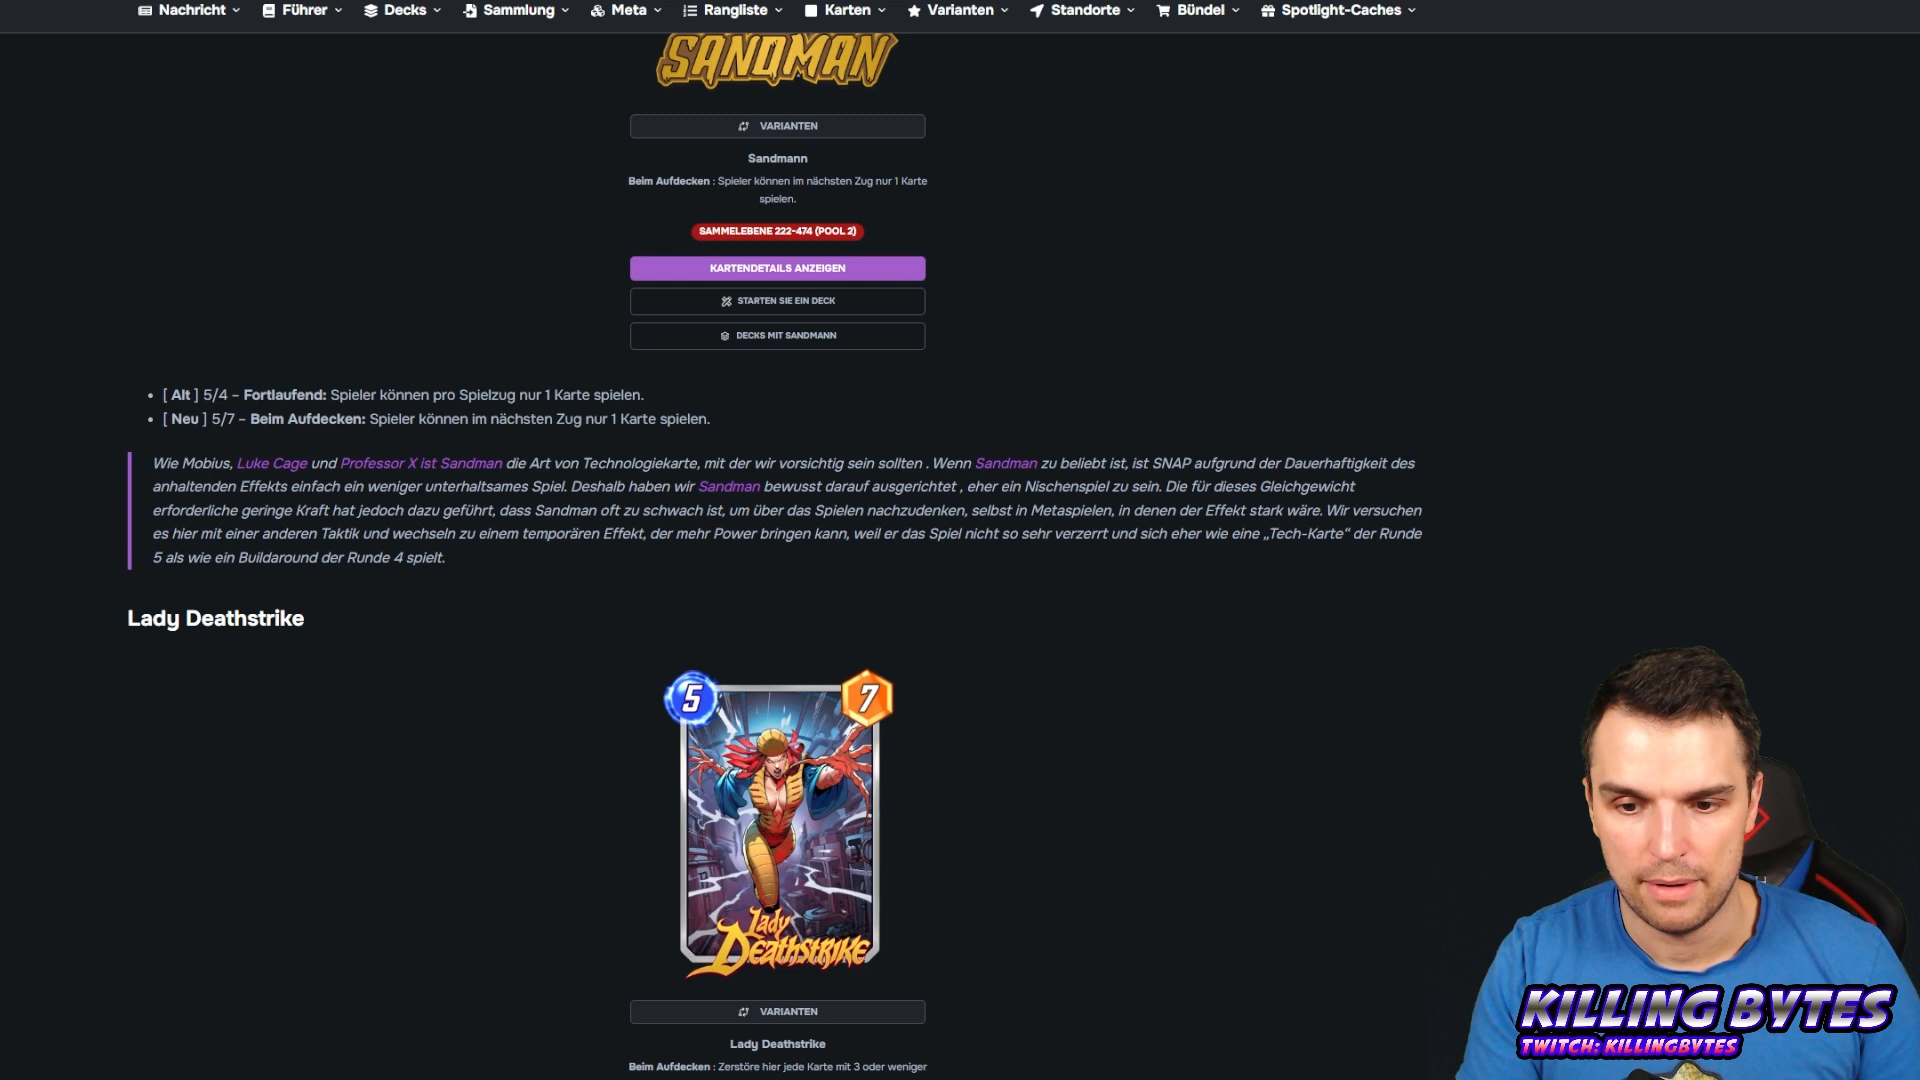 Nachricht Führer Decks Sammlung Meta Rangliste Karten Varianten Standorte Bündel Spotlight-Caches
SANDMAN
VARIANTEN
Sandmann
Beim Aufdecken : Spieler können im nächsten Zug nur 1 Karte
spielen.
SAMMELEBENE 222-474 (POOL 2)
KARTENDETAILS ANZEIGEN
STARTEN SIE EIN DECK
DECKS MIT SANDMANN
• [ Alt ] 5/4 – Fortlaufend: Spieler können pro Spielzug nur 1 Karte spielen.
• [ Neu ] 5/7 – Beim Aufdecken: Spieler können im nächsten Zug nur 1 Karte spielen.
Wie Mobius, Luke Cage und Professor X ist Sandman die Art von Technologiekarte, mit der wir vorsichtig sein sollten . Wenn Sandman zu beliebt ist, ist SNAP aufgrund der Dauerhaftigkeit des
anhaltenden Effekts einfach ein weniger unterhaltsames Spiel. Deshalb haben wir Sandman bewusst darauf ausgerichtet , eher ein Nischenspiel zu sein. Die für dieses Gleichgewicht
erforderliche geringe Kraft hat jedoch dazu geführt, dass Sandman oft zu schwach ist, um über das Spielen nachzudenken, selbst in Metaspielen, in denen der Effekt stark wäre. Wir versuchen
es hier mit einer anderen Taktik und wechseln zu einem temporären Effekt, der mehr Power bringen kann, weil er das Spiel nicht so sehr verzerrt und sich eher wie eine „Tech-Karte“ der Runde
5 als wie ein Buildaround der Runde 4 spielt.
Lady Deathstrike
5 7
Lady
Deathstrike
VARIANTEN
Lady Deathstrike
Beim Aufdecken : Zerstöre hier jede Karte mit 3 oder weniger
KILLING BYTES
TWITCH: KILLINGBYTES